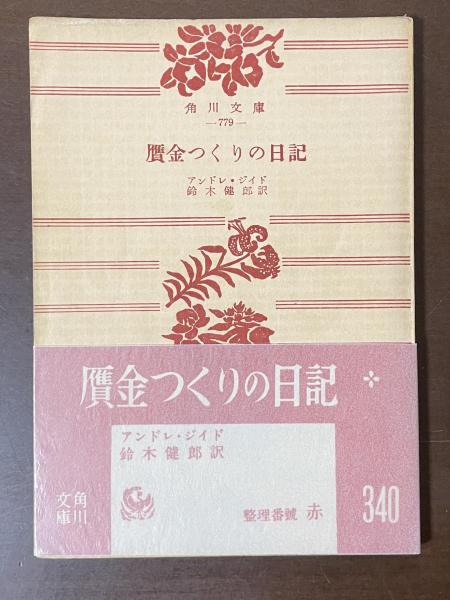 角川文庫
—779—
贋金つくりの日記
アンドレ・ジイド
鈴木健郎訳
贋金つくりの日記
アンドレ・ジイド
鈴木健郎訳
角川文庫
整理番號 赤 340